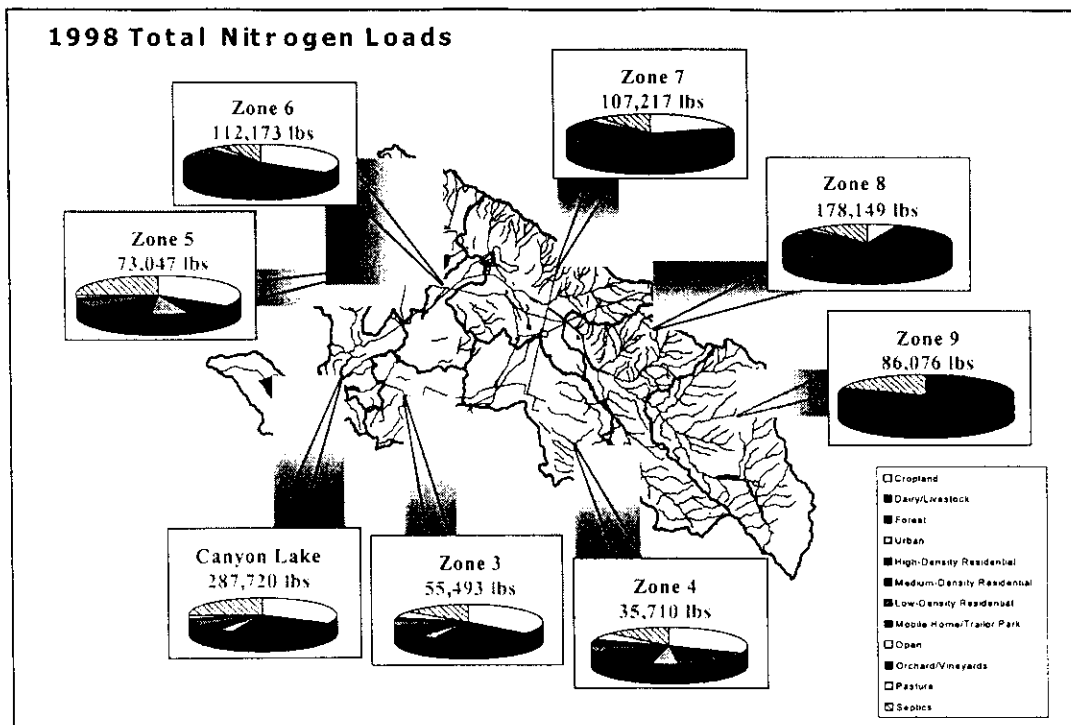 1998 Total Nitrogen Loads
Zone 7
107,217 lbs
Zone 6
112,173 lbs
Zone 8
178,149 lbs
Zone 5
73,047 lbs
Zone 9
86,076 lbs
Canyon Lake
287,720 lbs
Zone 3
55,493 lbs
Zone 4
35,710 lbs
Cropland
Dairy/Livestock
Forest
Urban
High-Density Residential
Medium-Density Residential
Low-Density Residential
Mobile Home/Trailer Park
Open
Orchard/Vineyards
Pasture
Septics